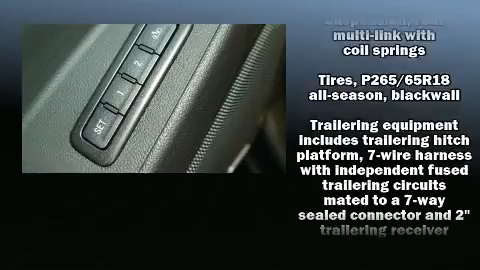 SET
1
2
suspension, rear
multi-link with
coil springs
Tires, P265/65R18
all-season, blackwall
Trailering equipment
includes trailering hitch
platform, 7-wire harness
with independent fused
trailering circuits
mated to a 7-way
sealed connector and 2"
trailering receiver